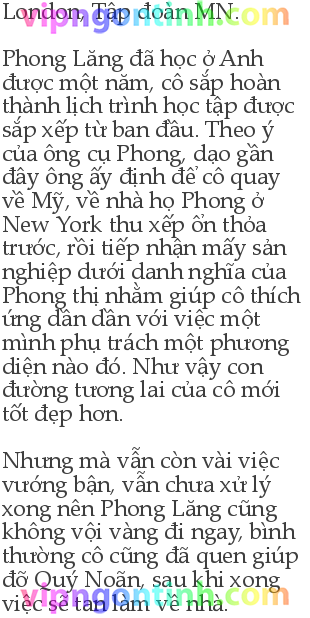 London, Tập đoàn MN.
vipngontinh.com
Phong Lăng đã học ở Anh
được một năm, cô sắp hoàn
thành lịch trình học tập được
sắp xếp từ ban đầu. Theo ý
của ông cụ Phong, dạo gần
đây ông ấy định để cô quay
về Mỹ, về nhà họ Phong ở
New York thu xếp ổn thỏa
trước, rồi tiếp nhận mấy sản
nghiệp dưới danh nghĩa của
Phong thị nhằm giúp cô thích
ứng dần dần với việc một
mình phụ trách một phương
diện nào đó. Như vậy con
đường tương lai của cô mới
tốt đẹp hơn.
Nhưng mà vẫn còn vài việc
vướng bận, vẫn chưa xử lý
xong nên Phong Lăng cũng
không vội vàng đi ngay, bình
thường cô cũng đã quen giúp
đỡ Quý Noãn, sau khi xong
việc sẽ tan làm về nhà.
vipngontinh.com